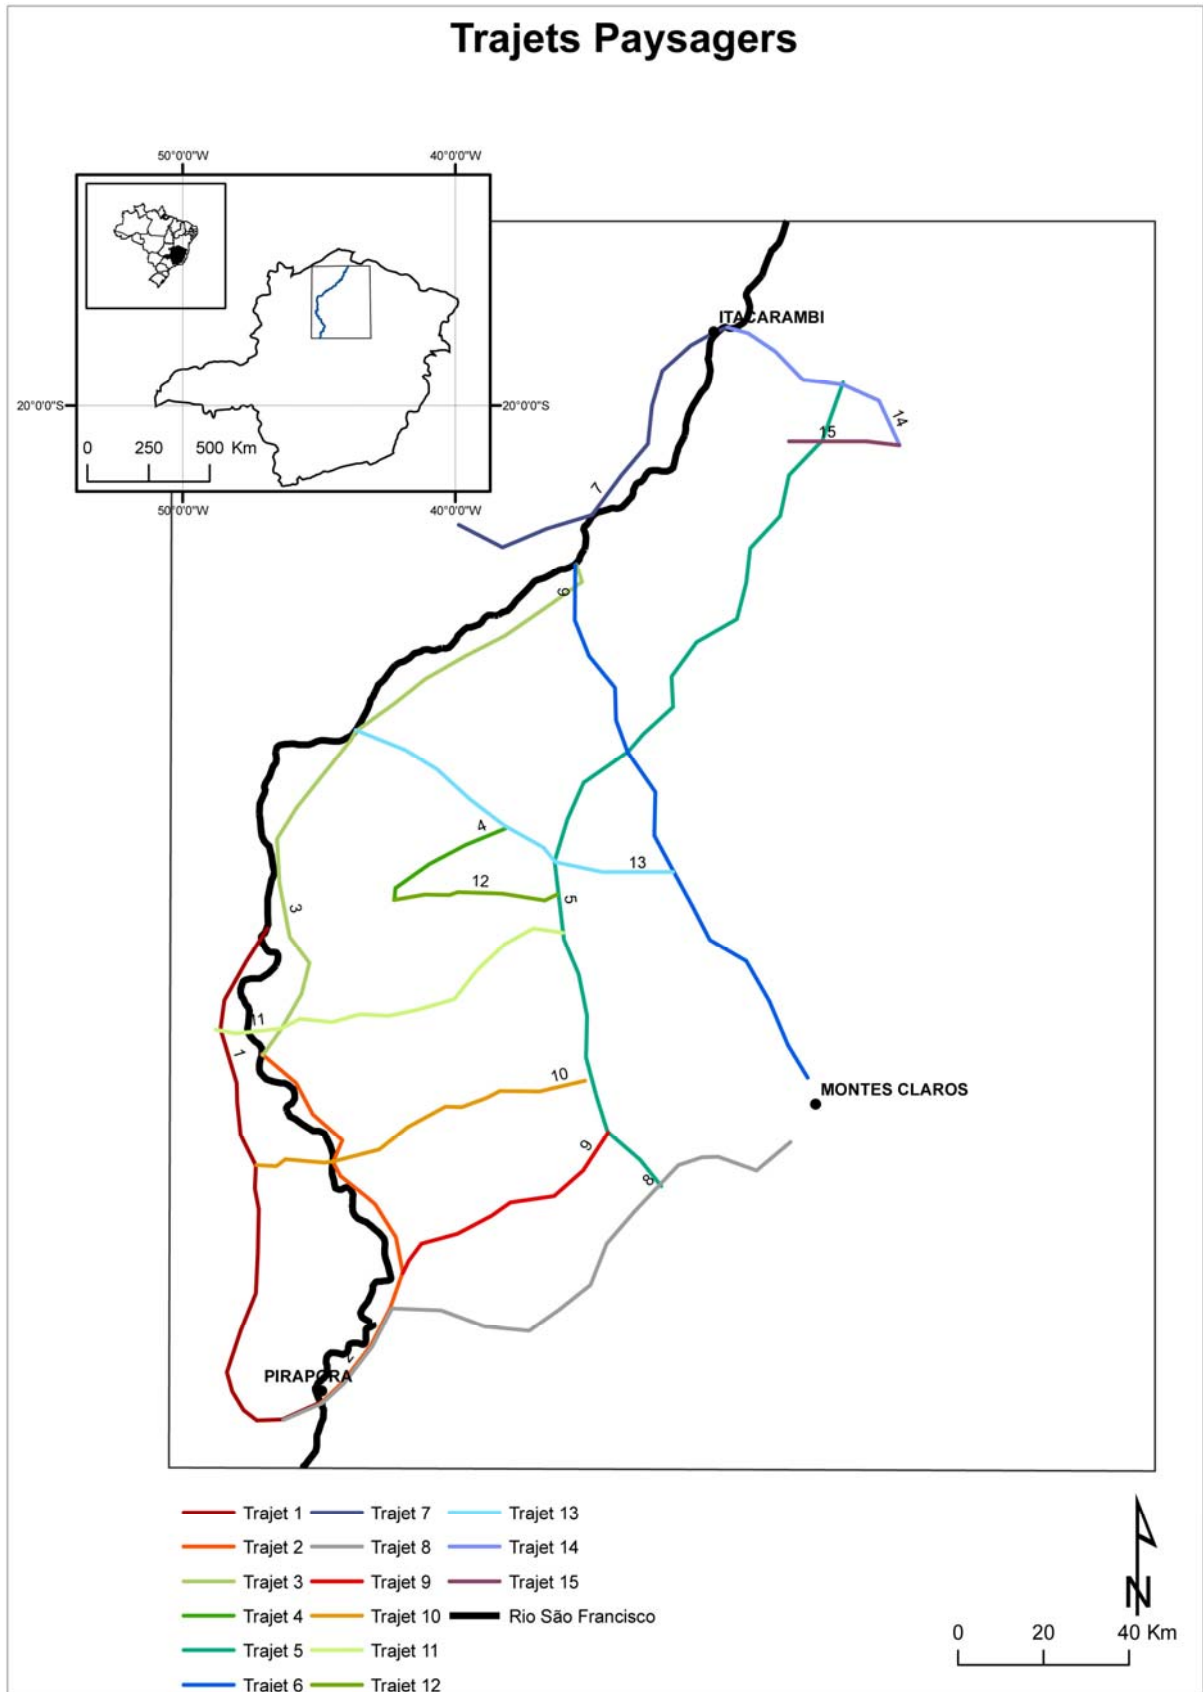 Trajets Paysagers
50°0'0"W 40°0'0"W
20°0'0"S 20°0'0"S
0 250 500 Km
50°0'0"W 40°0'0"W
ITACARAMBI
14
15
7
6
4
13
12
5
3
11
1
10
MONTES CLAROS
9
8
2
PIRAPORA
Trajet 1 Trajet 7 Trajet 13
Trajet 2 Trajet 8 Trajet 14
Trajet 3 Trajet 9 Trajet 15
Trajet 4 Trajet 10 Rio São Francisco
Trajet 5 Trajet 11
Trajet 6 Trajet 12
N
0 20 40 Km